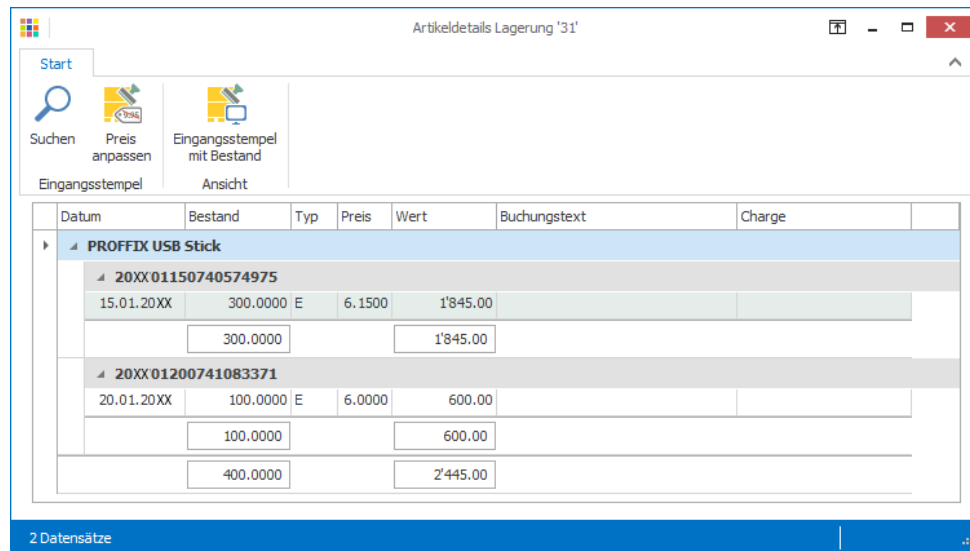 Artikeldetails Lagerung '31'
Start
Suchen
Preis anpassen
9.95
Eingangsstempel mit Bestand
Eingangsstempel
Ansicht
Datum Bestand Typ Preis Wert Buchungstext Charge
PROFFIX USB Stick
20XX01150740574975
15.01.20XX 300.0000 E 6.1500 1'845.00
300.0000 1'845.00
20XX01200741083371
20.01.20XX 100.0000 E 6.0000 600.00
100.0000 600.00
400.0000 2'445.00
2 Datensätze